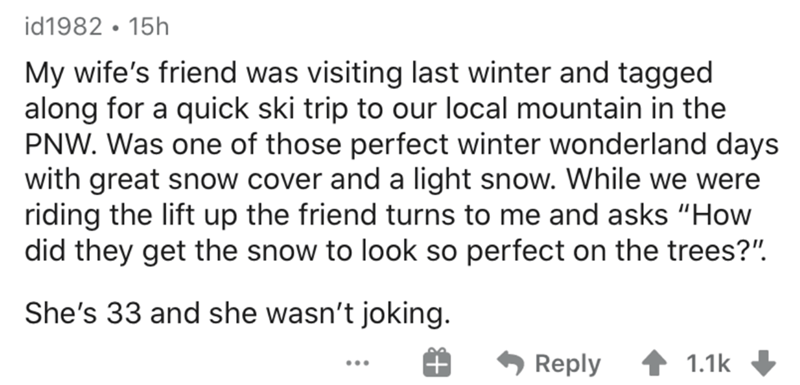 id1982 • 15h
My wife’s friend was visiting last winter and tagged
along for a quick ski trip to our local mountain in the
PNW. Was one of those perfect winter wonderland days
with great snow cover and a light snow. While we were
riding the lift up the friend turns to me and asks "How
did they get the snow to look so perfect on the trees?".
She’s 33 and she wasn’t joking.
... Reply 1.1k